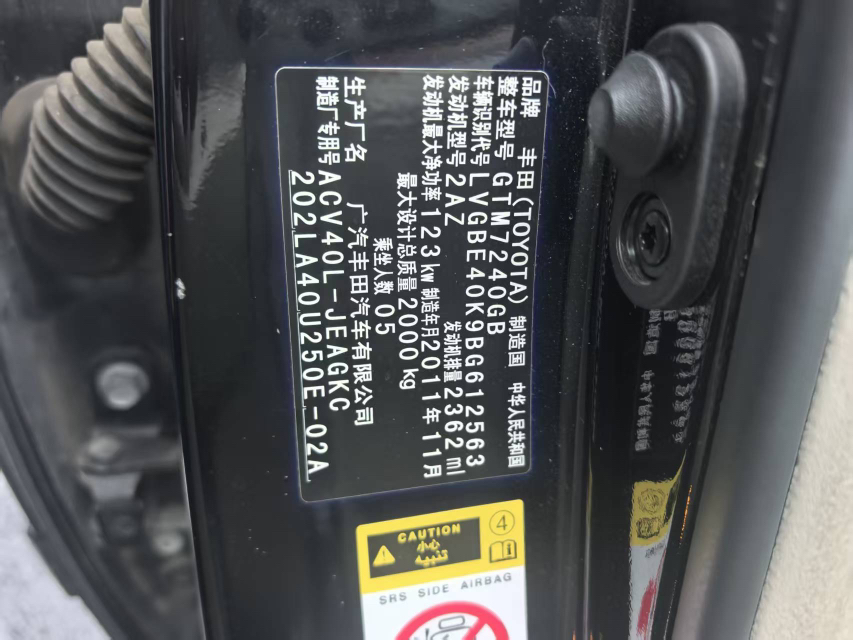 品牌 丰田(TOYOTA) 制造国 中华人民共和国
整车型号 GTM7240GB
车辆识别代号 LVGBE40K9BG612563
发动机型号 2AZ 发动机排量 2362ml
发动机最大净功率 123kw 制造年月 2011年11月
最大设计总质量 2000kg
乘坐人数 05
生产厂名 广汽丰田汽车有限公司
制造厂专用号 ACV40L-JEAGKC
202LA40U250E-02A
CAUTION
小心
تنبيه
4
SRS SIDE AIRBAG